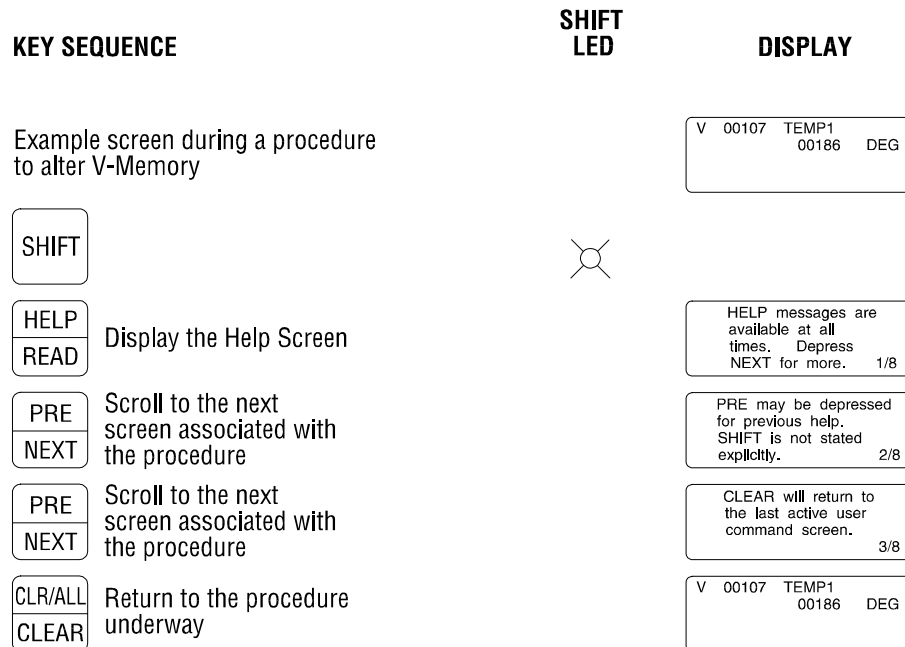 KEY SEQUENCE
SHIFT
LED
DISPLAY
Example screen during a procedure
to alter V-Memory
V 00107 TEMP1
00186 DEG
SHIFT
HELP
READ
Display the Help Screen
HELP messages are
available at all
times. Depress
NEXT for more. 1/8
PRE
NEXT
Scroll to the next
screen associated with
the procedure
PRE may be depressed
for previous help.
SHIFT is not stated
explicitly. 2/8
PRE
NEXT
Scroll to the next
screen associated with
the procedure
CLEAR will return to
the last active user
command screen.
3/8
CLR/ALL
CLEAR
Return to the procedure
underway
V 00107 TEMP1
00186 DEG